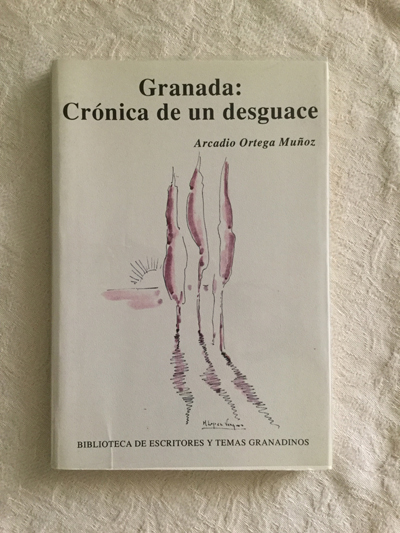 Granada:
Crónica de un desguace
Arcadio Ortega Muñoz
BIBLIOTECA DE ESCRITORES Y TEMAS GRANADINOS